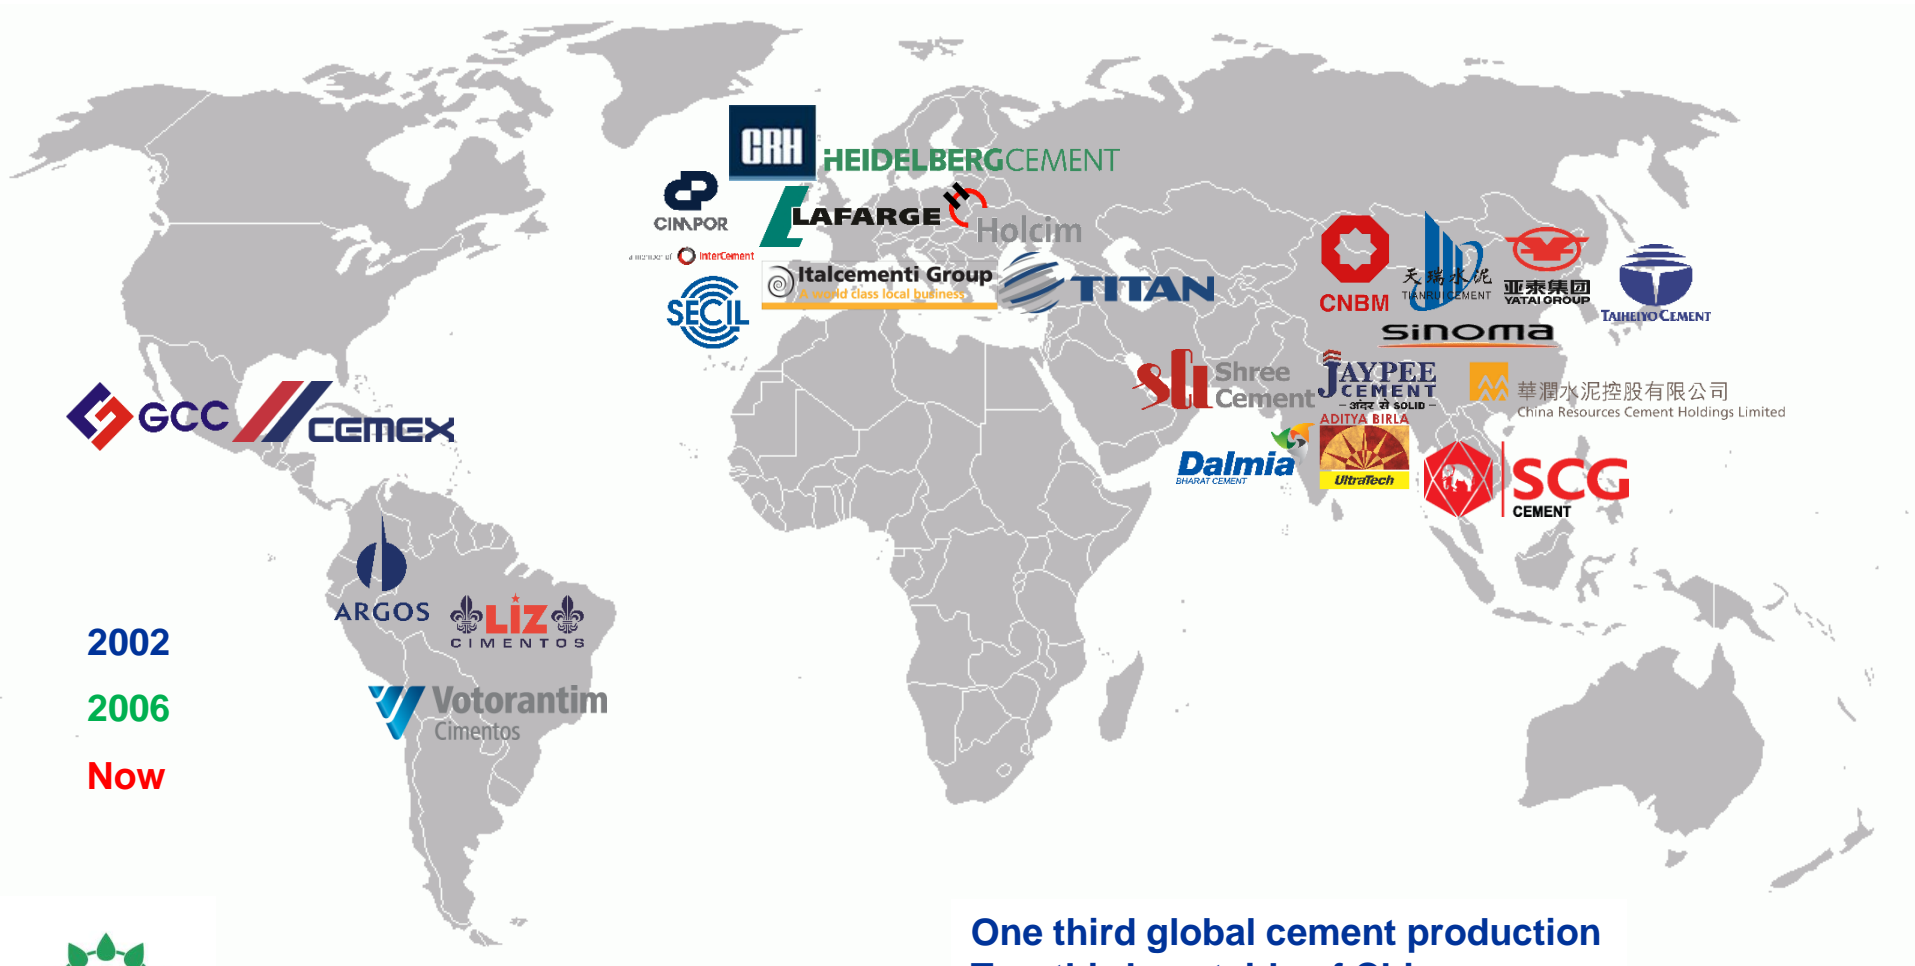 CRH
HEIDELBERGCEMENT
CIMPOR
a member of InterCement
LAFARGE
Holcim
SECIL
Italcementi Group
A world class local business
TITAN
CNBM
天瑞水泥
TIANRUI CEMENT
亚泰集团
YATAI GROUP
TAIHEIYO CEMENT
sinoma
Shree
Cement
JAYPEE
CEMENT
- अंदर से SOLID -
華潤水泥控股有限公司
China Resources Cement Holdings Limited
GCC
CEMEX
ADITYA BIRLA
UltraTech
Dalmia
BHARAT CEMENT
SCG
CEMENT
ARGOS
LIZ
CIMENTOS
Votorantim
Cimentos
2002
2006
Now
One third global cement production